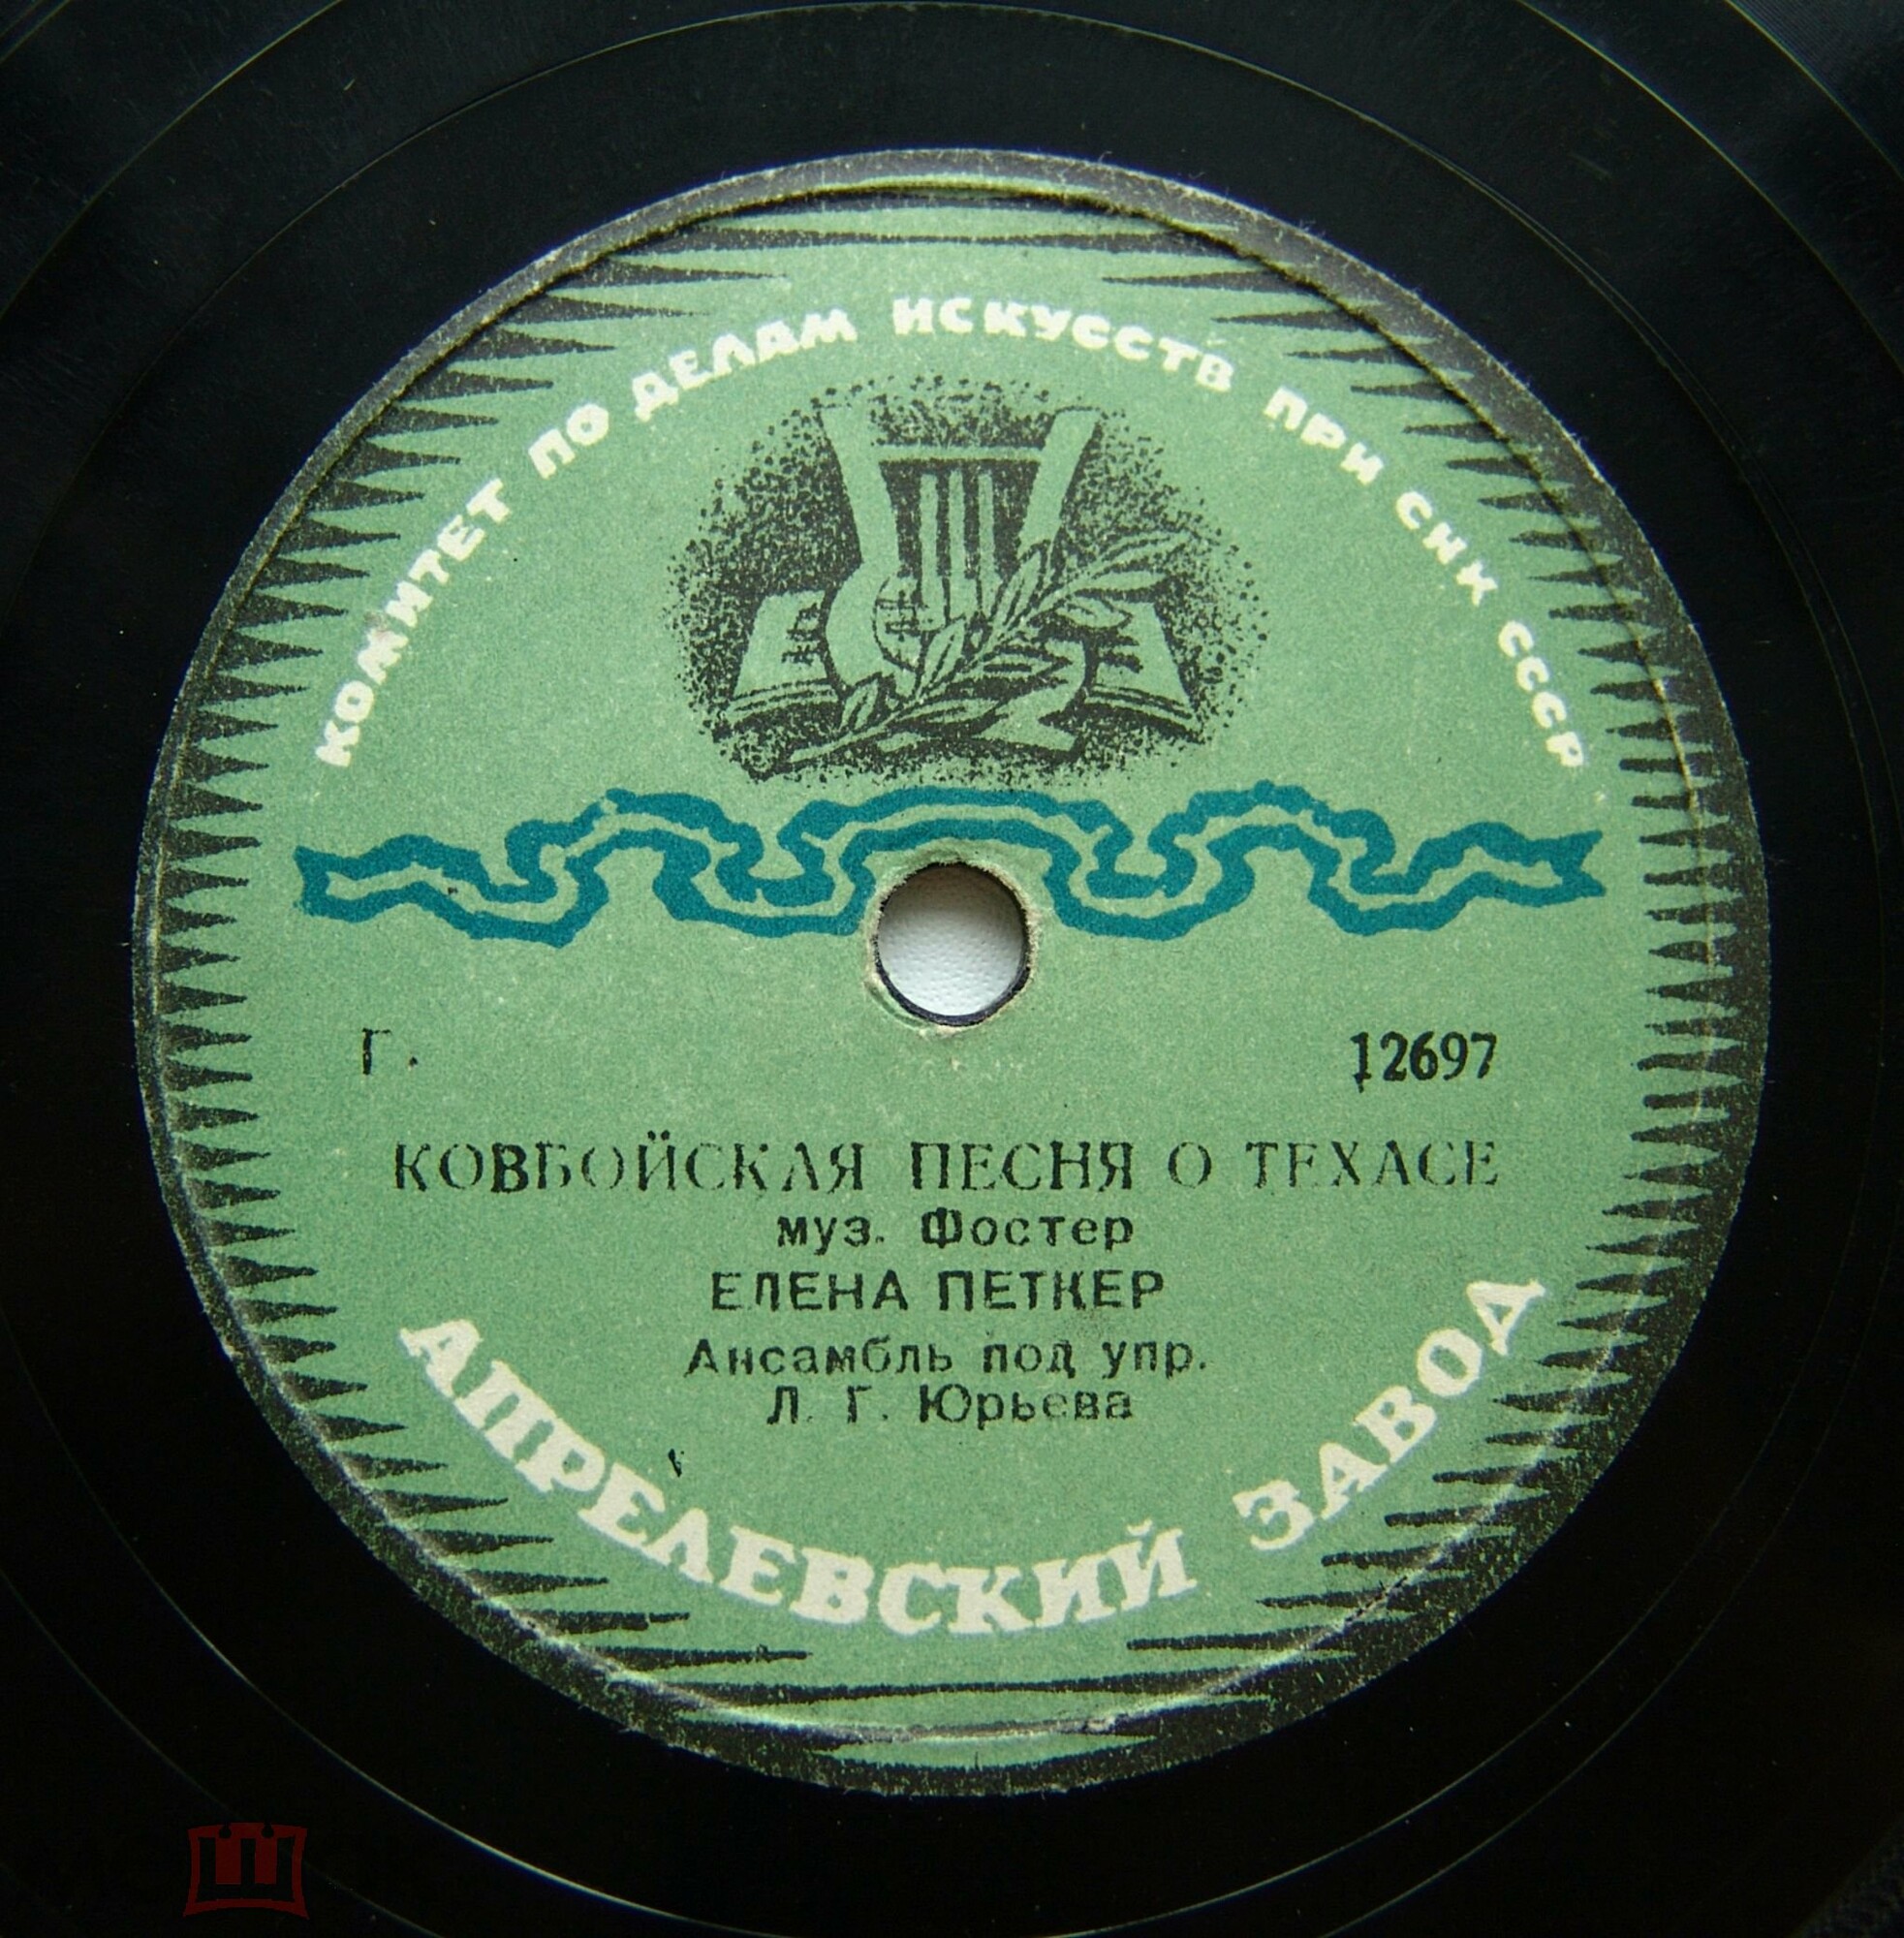 КОМИТЕТ ПО ДЕЛАМ ИСКУССТВ ПРИ СНК СССР
Г. 12697
КОВБОЙСКАЯ ПЕСНЯ О ТЕХАСЕ
муз. Фостер
ЕЛЕНА ПЕТКЕР
Ансамбль под упр.
Л. Г. Юрьева
АПРЕЛЕВСКИЙ ЗАВОД
Ш